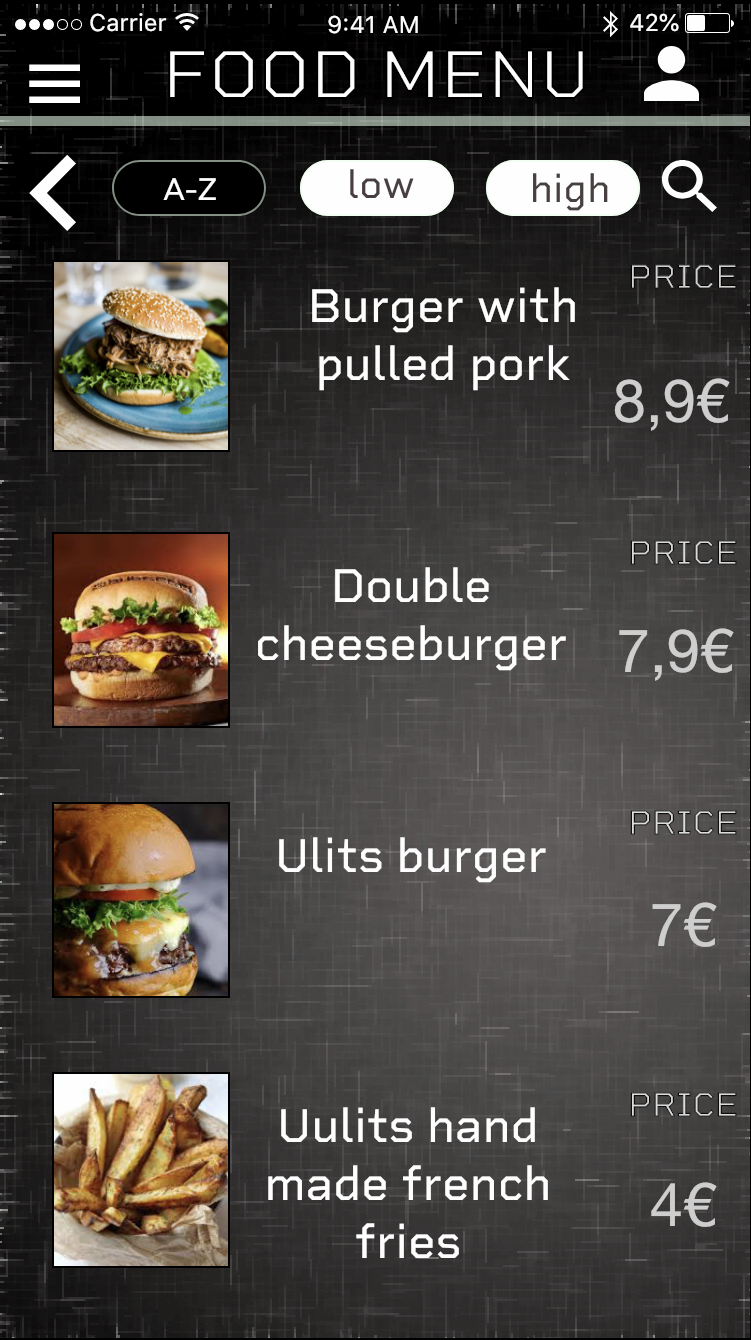 Carrier 9:41 AM 42%
FOOD MENU
A-Z low high
PRICE
Burger with
pulled pork
8,9€
PRICE
Double
cheeseburger
7,9€
PRICE
Ulits burger
7€
PRICE
Uulits hand
made french
fries
4€